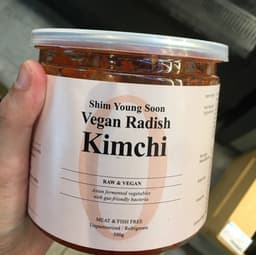 Shim Young Soon
Vegan Radish
Kimchi
RAW & VEGAN
Asian fermented vegetables
with gut-friendly bacteria
MEAT & FISH FREE
Unpasteurized / Refrigerate